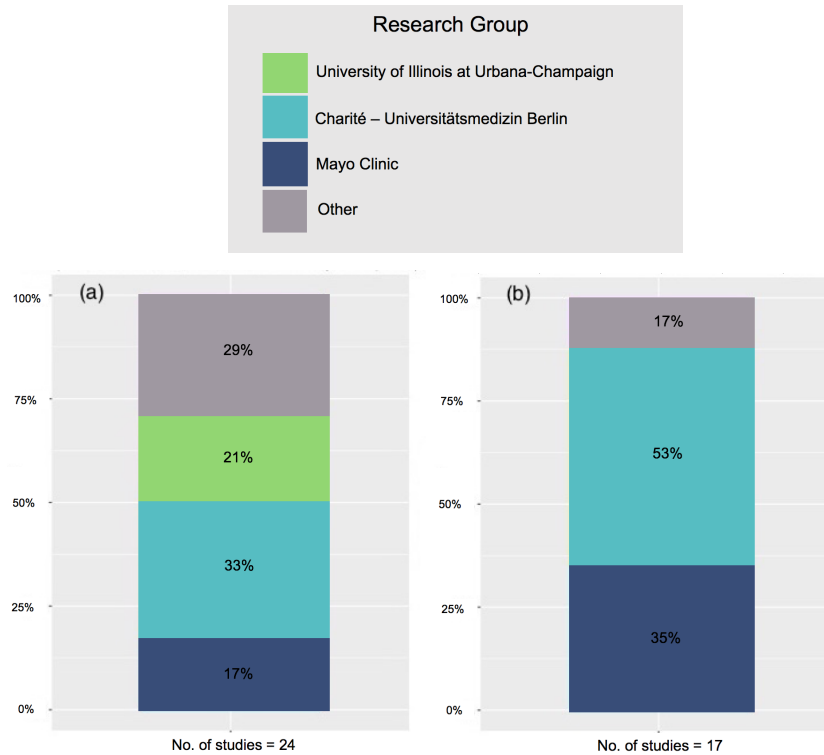 Research Group
University of Illinois at Urbana-Champaign
Charité – Universitätsmedizin Berlin
Mayo Clinic
Other
(a)
100%
75%
50%
25%
0%
29%
21%
33%
17%
No. of studies = 24
(b)
100%
75%
50%
25%
0%
17%
53%
35%
No. of studies = 17